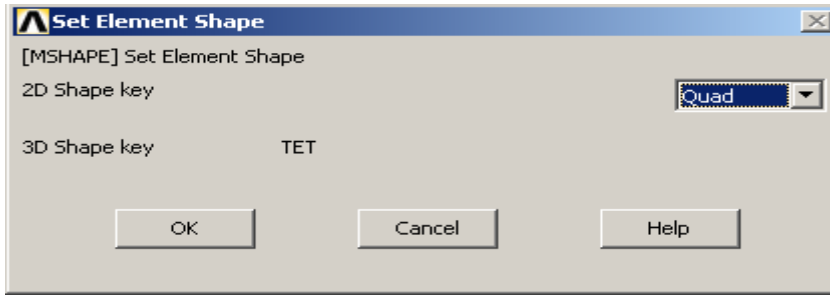 Set Element Shape
[MSHAPE] Set Element Shape
2D Shape key Quad
3D Shape key TET
OK Cancel Help